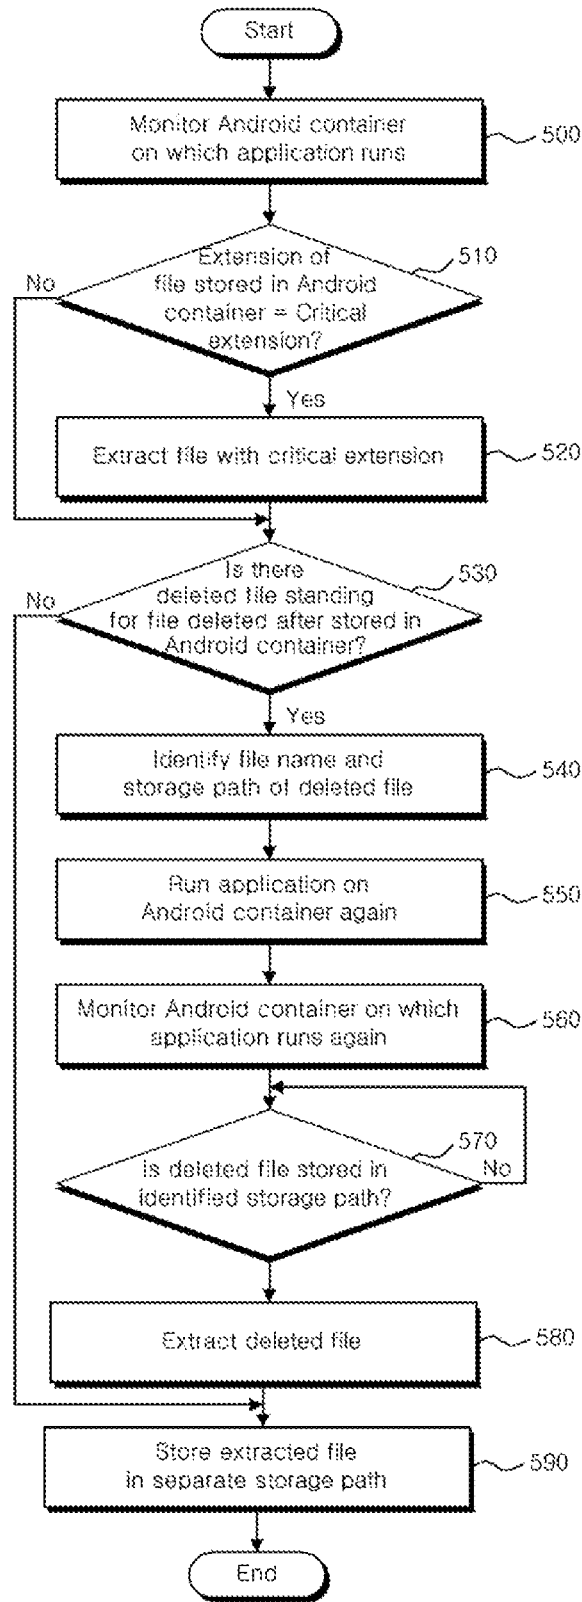 Start
Monitor Android container
on which application runs
500
Extension of
file stored in Android
container = Critical
extension?
510
No
Yes
Extract file with critical extension
520
Is there
deleted file standing
for file deleted after stored in
Android container?
530
No
Yes
Identify file name and
storage path of deleted file
540
Run application on
Android container again
550
Monitor Android container on which
application runs again
560
Is deleted file stored in
identified storage path?
570
No
Extract deleted file
580
Store extracted file
in separate storage path
590
End